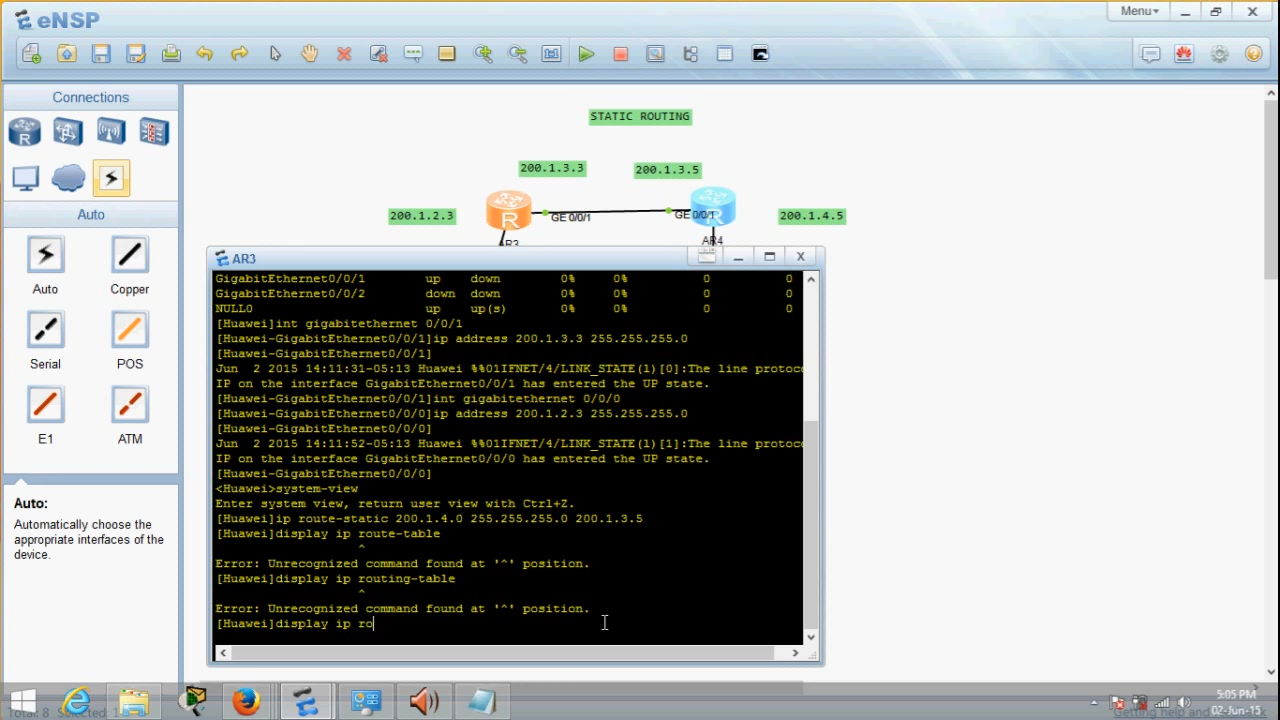 eNSP
Menu
Connections
STATIC ROUTING
200.1.3.3
200.1.3.5
200.1.2.3
GE 0/0/1
GE 0/0/1
200.1.4.5
R
R
R
AR3
AR4
Auto
Auto
Copper
Serial
POS
E1
ATM
Auto:
Automatically choose the
appropriate interfaces of the
device.
AR3
GigabitEthernet0/0/1 up down 0% 0% 0 0
GigabitEthernet0/0/2 down down 0% 0% 0 0
NULL0 up up(s) 0% 0% 0 0
[Huawei]int gigabitethernet 0/0/1
[Huawei-GigabitEthernet0/0/1]ip address 200.1.3.3 255.255.255.0
[Huawei-GigabitEthernet0/0/1]
Jun 2 2015 14:11:31-05:13 Huawei %%01IFNET/4/LINK_STATE(l)[0]:The line protoco
IP on the interface GigabitEthernet0/0/1 has entered the UP state.
[Huawei-GigabitEthernet0/0/1]int gigabitethernet 0/0/0
[Huawei-GigabitEthernet0/0/0]ip address 200.1.2.3 255.255.255.0
[Huawei-GigabitEthernet0/0/0]
Jun 2 2015 14:11:52-05:13 Huawei %%01IFNET/4/LINK_STATE(l)[1]:The line protoco
IP on the interface GigabitEthernet0/0/0 has entered the UP state.
[Huawei-GigabitEthernet0/0/0]
<Huawei>system-view
Enter system view, return user view with Ctrl+Z.
[Huawei]ip route-static 200.1.4.0 255.255.255.0 200.1.3.5
[Huawei]display ip route-table
^
Error: Unrecognized command found at '^' position.
[Huawei]display ip routing-table
^
Error: Unrecognized command found at '^' position.
[Huawei]display ip ro
Total: 8 Selected: 1
Getting help and
5:05 PM
02-Jun-15